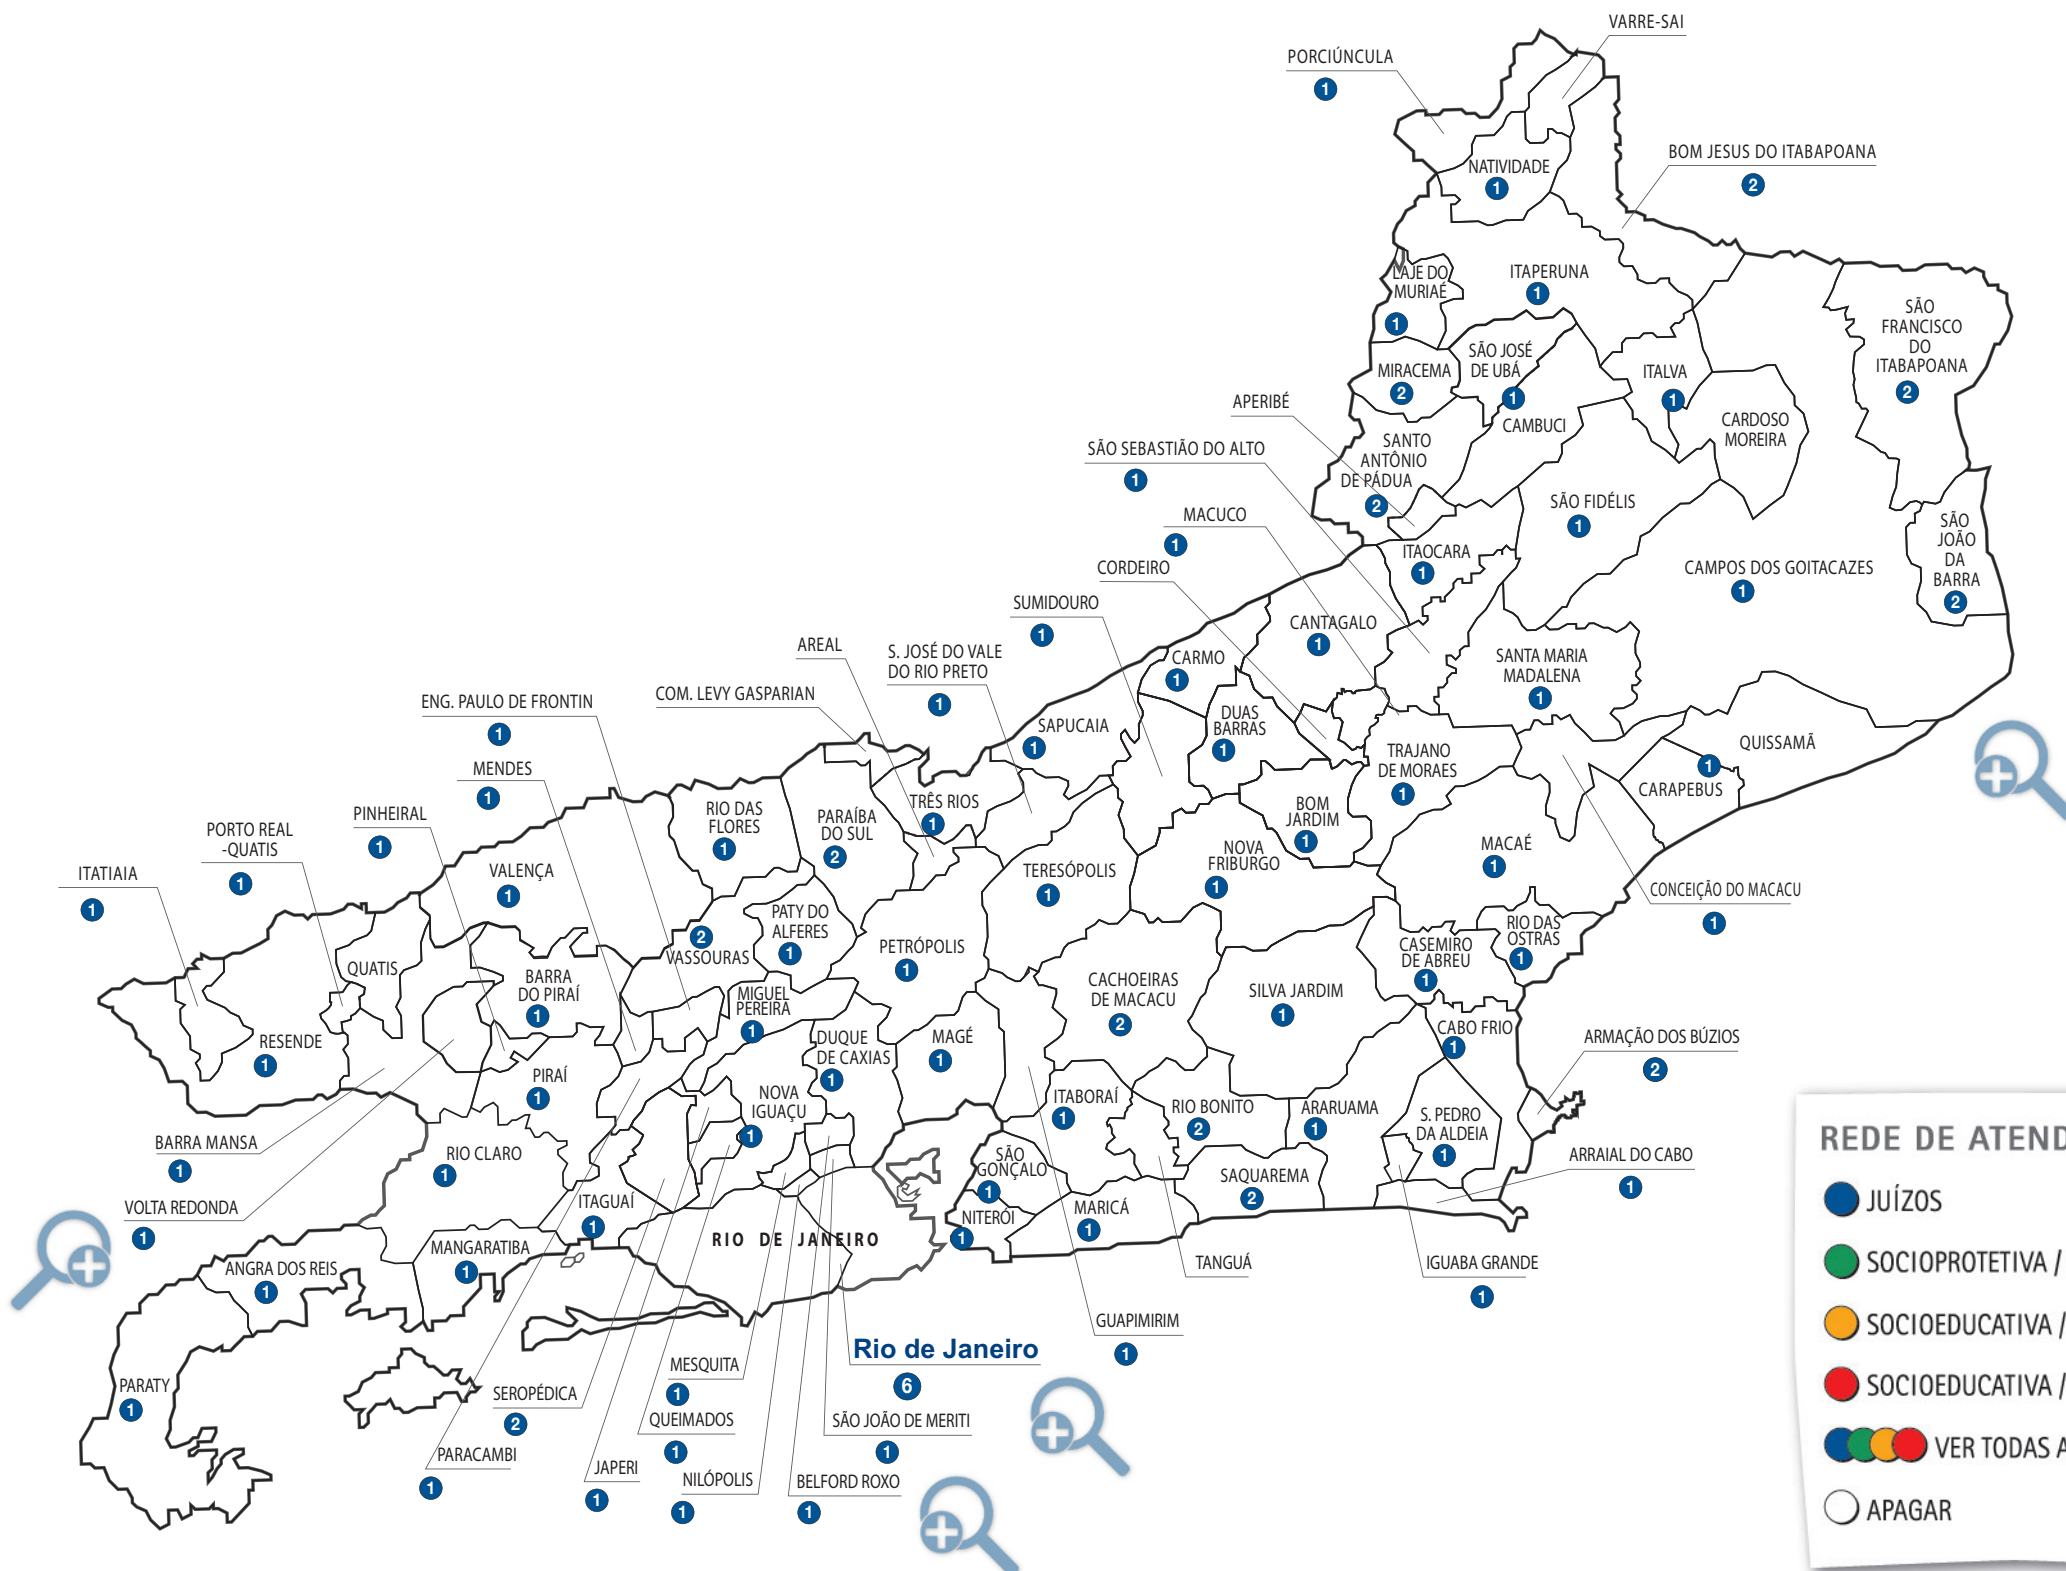 VARRE-SAI
PORCIÚNCULA
1
BOM JESUS DO ITABAPOANA
2
NATIVIDADE
1
LAJE DO
MURIAÉ
1
ITAPERUNA
1
SÃO
FRANCISCO
DO
ITABAPOANA
2
MIRACEMA
2
SÃO JOSÉ
DE UBÁ
1
ITALVA
1
APERIBÉ
CAMBUCI
CARDOSO
MOREIRA
SANTO
ANTÔNIO
DE PÁDUA
2
SÃO SEBASTIÃO DO ALTO
1
SÃO FIDÉLIS
1
MACUCO
1
SÃO
JOÃO
DA
BARRA
2
ITAOCARA
1
CAMPOS DOS GOITACAZES
1
CORDEIRO
SUMIDOURO
1
CANTAGALO
1
AREAL
S. JOSÉ DO VALE
DO RIO PRETO
1
CARMO
1
SANTA MARIA
MADALENA
1
COM. LEVY GASPARIAN
ENG. PAULO DE FRONTIN
1
SAPUCAIA
1
DUAS
BARRAS
1
TRAJANO
DE MORAES
1
QUISSAMÃ
1
CARAPEBUS
MENDES
1
PINHEIRAL
1
RIO DAS
FLORES
1
PARAÍBA
DO SUL
2
TRÊS RIOS
1
BOM
JARDIM
1
PORTO REAL
-QUATIS
1
ITATIAIA
1
VALENÇA
1
TERESÓPOLIS
1
NOVA
FRIBURGO
1
MACAÉ
1
CONCEIÇÃO DO MACACU
1
PATY DO
ALFERES
1
2
VASSOURAS
PETRÓPOLIS
1
RIO DAS
OSTRAS
1
CASEMIRO
DE ABREU
1
QUATIS
BARRA
DO PIRAÍ
1
CACHOEIRAS
DE MACACU
2
SILVA JARDIM
1
MIGUEL
PEREIRA
1
RESENDE
1
DUQUE
DE CAXIAS
1
MAGÉ
1
CABO FRIO
1
ARMAÇÃO DOS BÚZIOS
2
PIRAÍ
1
NOVA
IGUAÇU
1
ITABORAÍ
1
RIO BONITO
2
ARARUAMA
1
S. PEDRO
DA ALDEIA
1
BARRA MANSA
1
RIO CLARO
1
SÃO
GONÇALO
1
SAQUAREMA
2
ARRAIAL DO CABO
1
VOLTA REDONDA
1
ITAGUAÍ
1
MARICÁ
1
NITERÓI
1
RIO DE JANEIRO
MANGARATIBA
1
ANGRA DOS REIS
1
TANGUÁ
IGUABA GRANDE
1
GUAPIMIRIM
1
Rio de Janeiro
6
PARATY
1
MESQUITA
1
SEROPÉDICA
2
QUEIMADOS
1
SÃO JOÃO DE MERITI
1
PARACAMBI
1
JAPERI
1
NILÓPOLIS
1
BELFORD ROXO
1
REDE DE ATEND
JUÍZOS
SOCIOPROTETIVA /
SOCIOEDUCATIVA /
SOCIOEDUCATIVA /
VER TODAS A
APAGAR